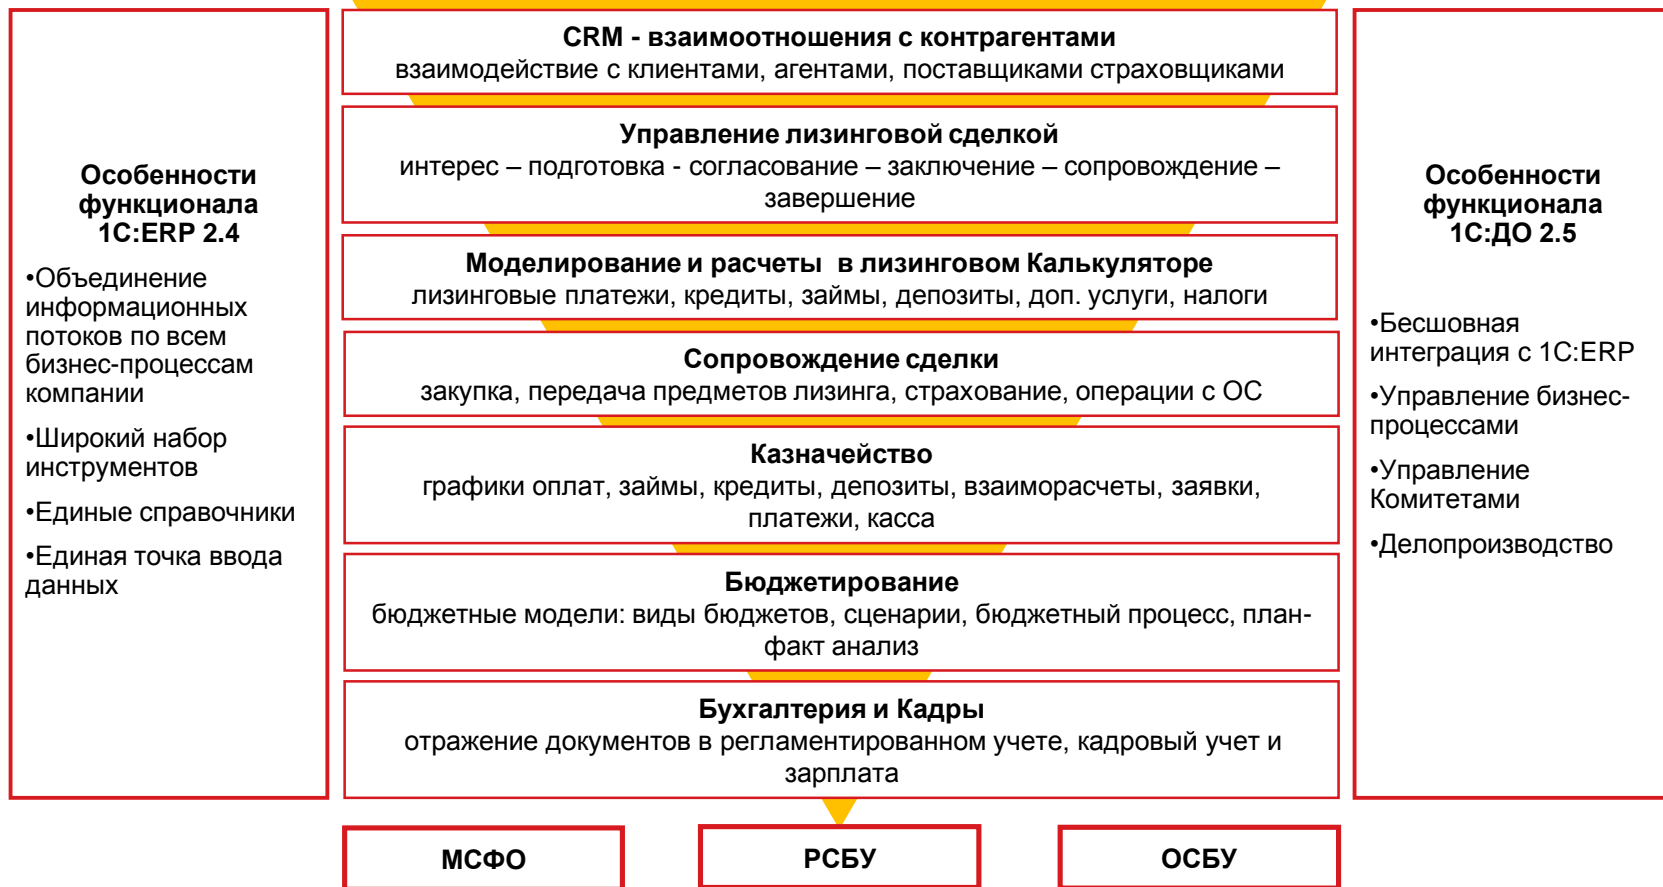 Особенности
функционала
1С:ERP 2.4
•Объединение
информационных
потоков по всем
бизнес-процессам
компании
•Широкий набор
инструментов
•Единые справочники
•Единая точка ввода
данных
CRM - взаимоотношения с контрагентами
взаимодействие с клиентами, агентами, поставщиками страховщиками
Управление лизинговой сделкой
интерес – подготовка - согласование – заключение – сопровождение –
завершение
Моделирование и расчеты в лизинговом Калькуляторе
лизинговые платежи, кредиты, займы, депозиты, доп. услуги, налоги
Сопровождение сделки
закупка, передача предметов лизинга, страхование, операции с ОС
Казначейство
графики оплат, займы, кредиты, депозиты, взаиморасчеты, заявки,
платежи, касса
Бюджетирование
бюджетные модели: виды бюджетов, сценарии, бюджетный процесс, план-
факт анализ
Бухгалтерия и Кадры
отражение документов в регламентированном учете, кадровый учет и
зарплата
Особенности
функционала
1С:ДО 2.5
•Бесшовная
интеграция с 1С:ERP
•Управление бизнес-
процессами
•Управление
Комитетами
•Делопроизводство
МСФО
РСБУ
ОСБУ